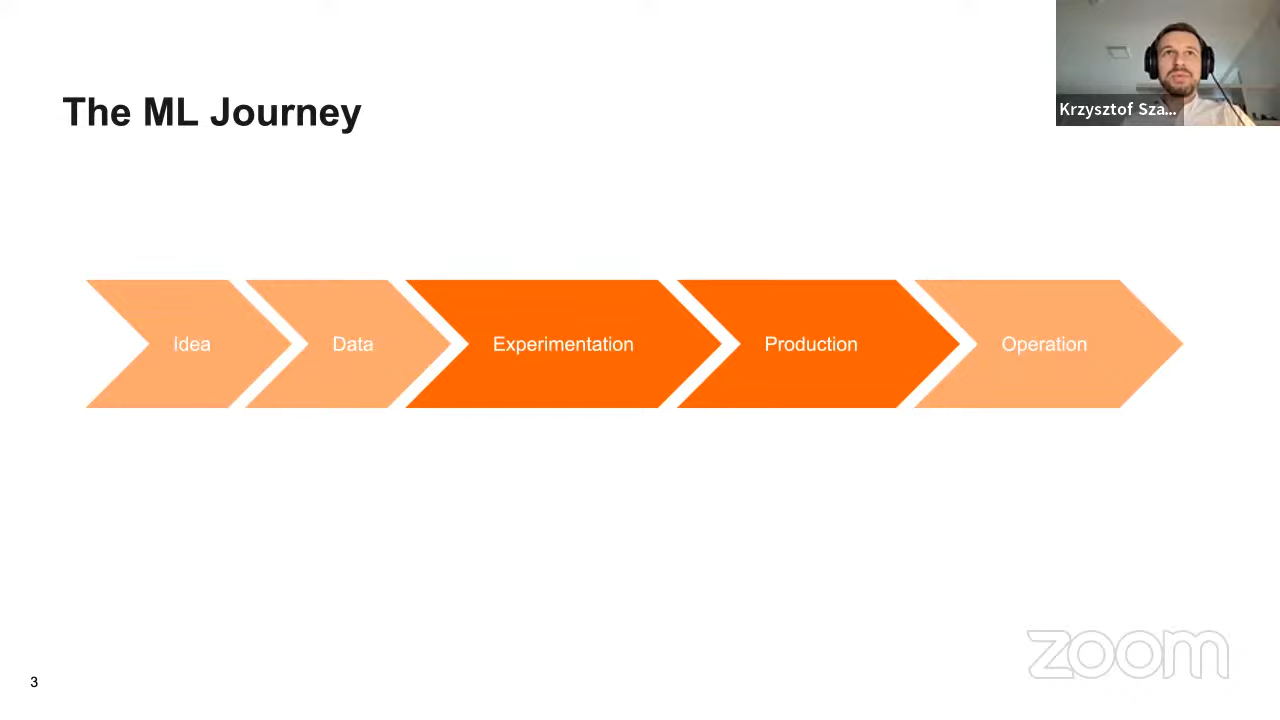 Krzysztof Sza...
The ML Journey
Idea
Data
Experimentation
Production
Operation
zoom
3